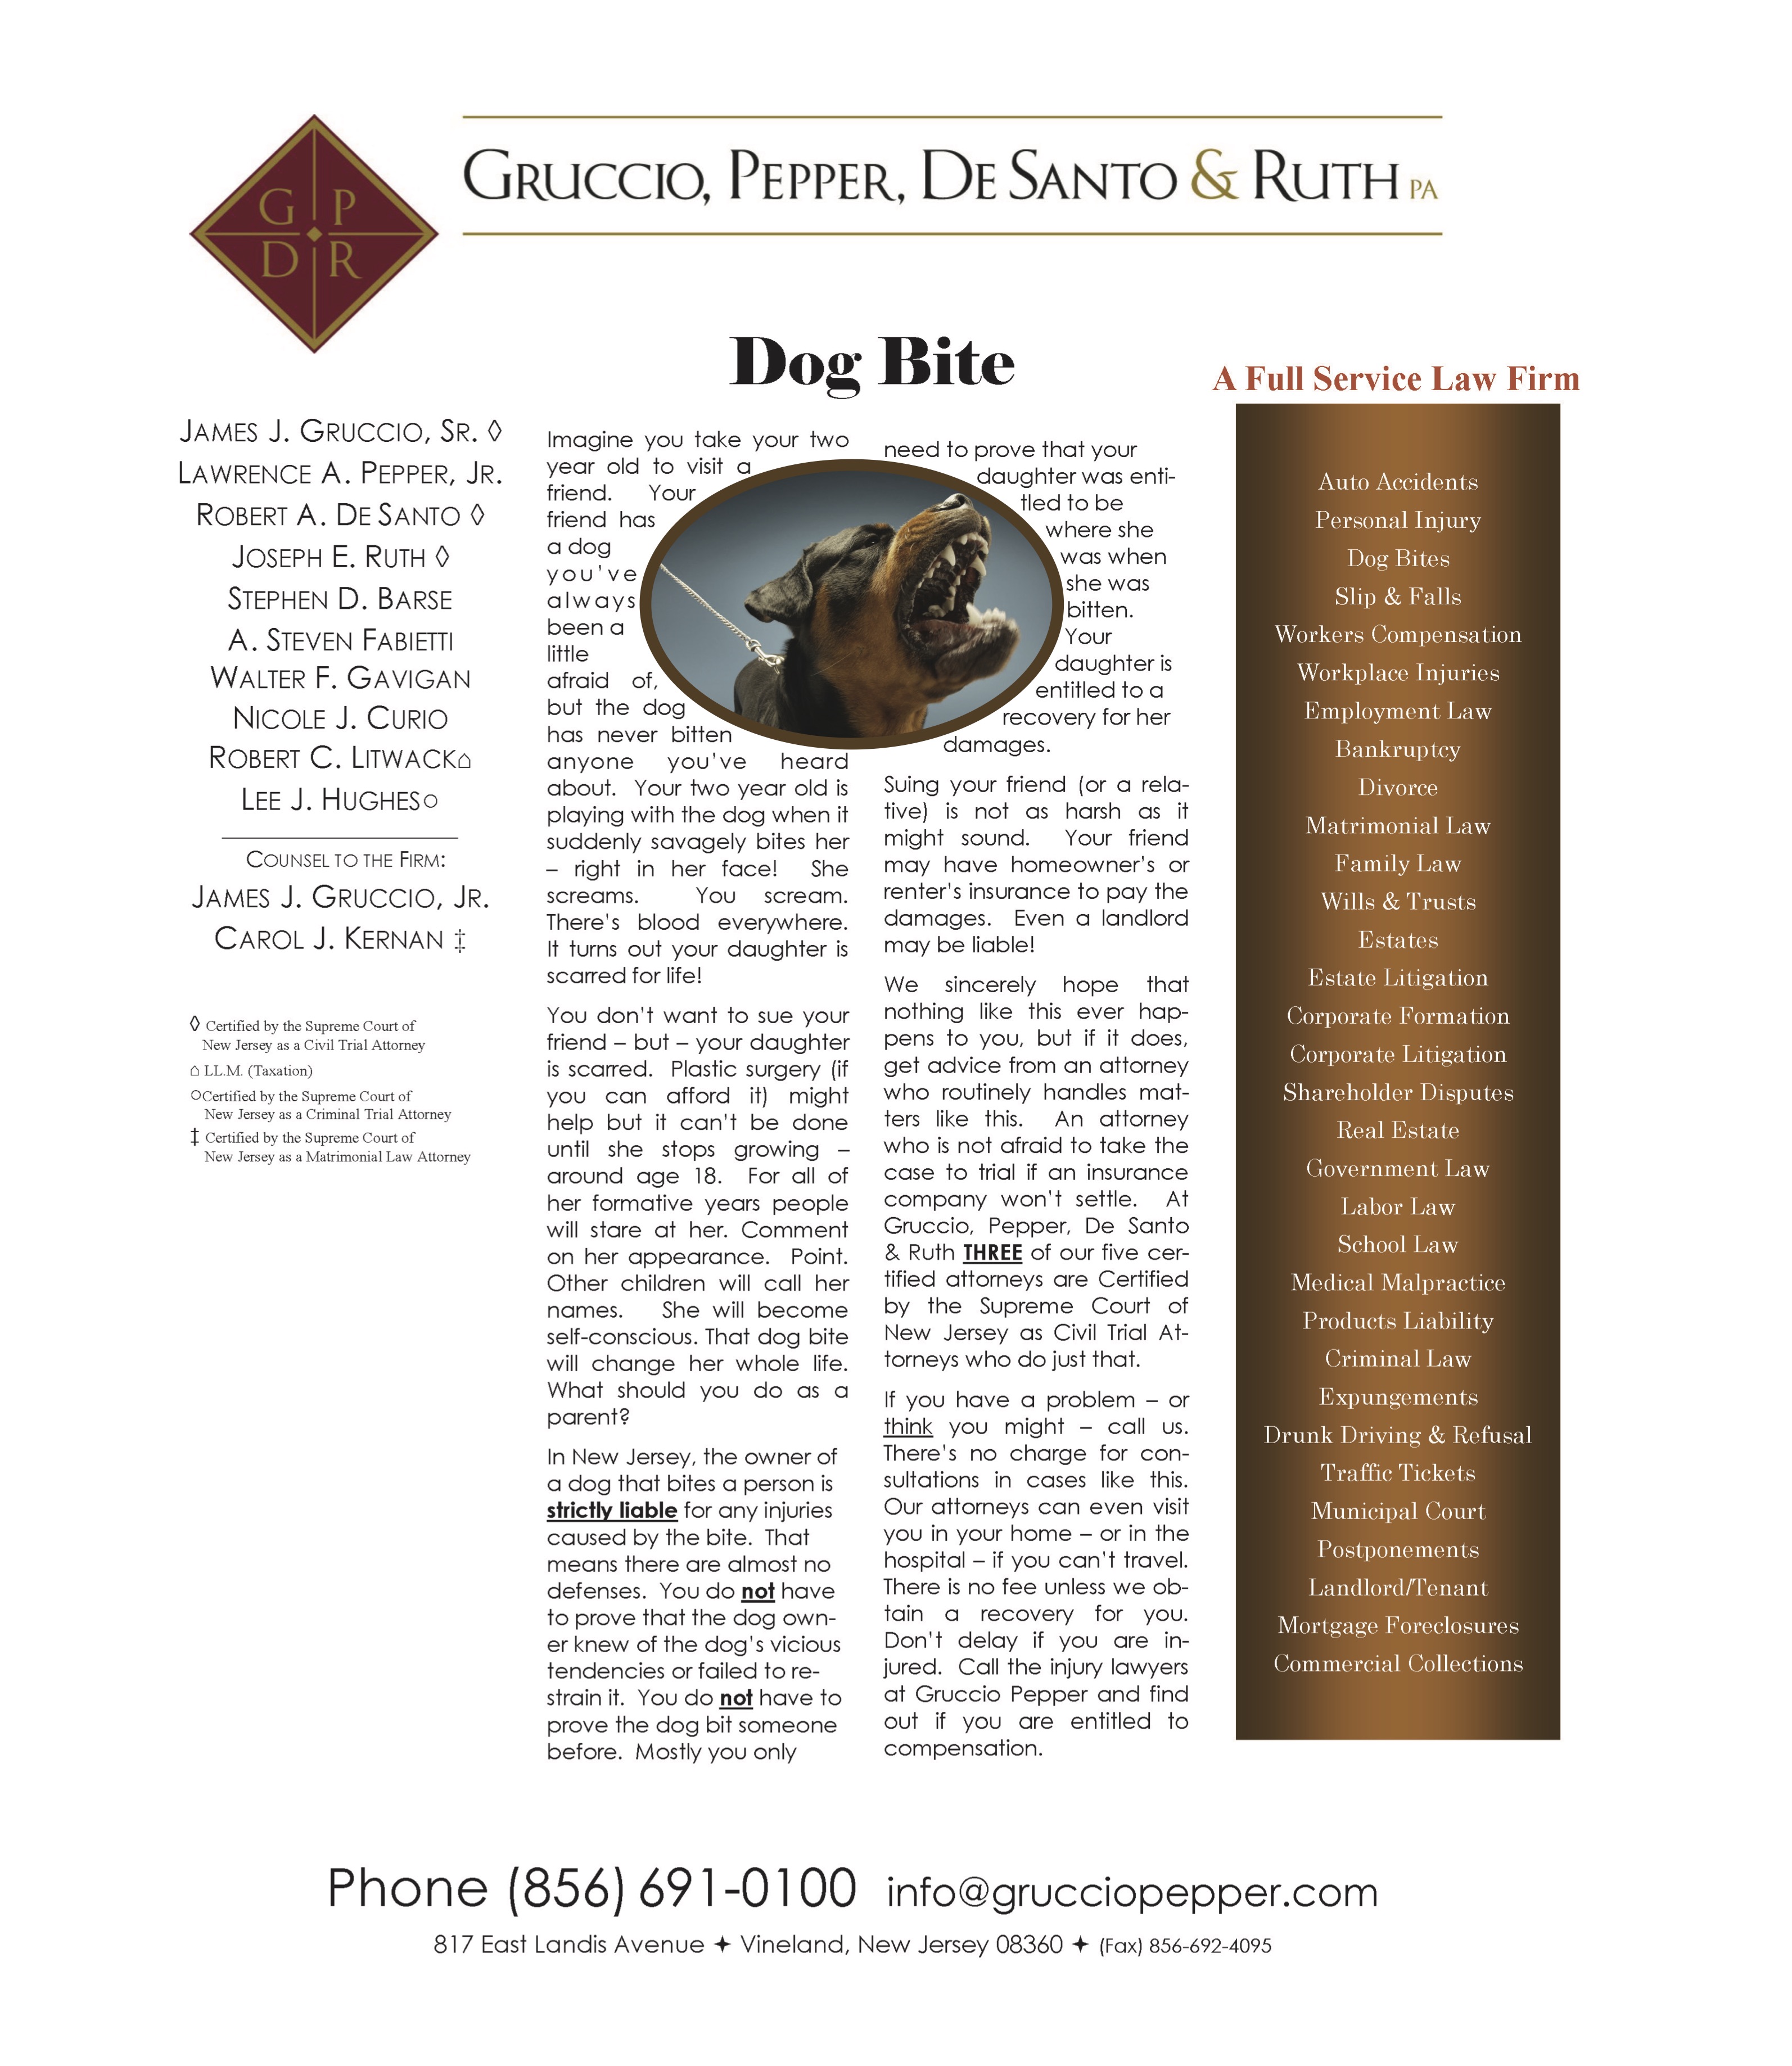 G P
D R
GRUCCIO, PEPPER, DE SANTO & RUTH PA
Dog Bite
A Full Service Law Firm
JAMES J. GRUCCIO, SR. ◊
LAWRENCE A. PEPPER, JR.
ROBERT A. DE SANTO ◊
JOSEPH E. RUTH ◊
STEPHEN D. BARSE
A. STEVEN FABIETTI
WALTER F. GAVIGAN
NICOLE J. CURIO
ROBERT C. LITWACK⌂
LEE J. HUGHES○
COUNSEL TO THE FIRM:
JAMES J. GRUCCIO, JR.
CAROL J. KERNAN ‡
◊ Certified by the Supreme Court of
New Jersey as a Civil Trial Attorney
⌂ LL.M. (Taxation)
○Certified by the Supreme Court of
New Jersey as a Criminal Trial Attorney
‡ Certified by the Supreme Court of
New Jersey as a Matrimonial Law Attorney
Imagine you take your two
year old to visit a
friend. Your
friend has
a dog
you've
always
been a
little
afraid of,
but the dog
has never bitten
anyone you've heard
about. Your two year old is
playing with the dog when it
suddenly savagely bites her
– right in her face! She
screams. You scream.
There's blood everywhere.
It turns out your daughter is
scarred for life!
You don't want to sue your
friend – but – your daughter
is scarred. Plastic surgery (if
you can afford it) might
help but it can't be done
until she stops growing –
around age 18. For all of
her formative years people
will stare at her. Comment
on her appearance. Point.
Other children will call her
names. She will become
self-conscious. That dog bite
will change her whole life.
What should you do as a
parent?
In New Jersey, the owner of
a dog that bites a person is
strictly liable for any injuries
caused by the bite. That
means there are almost no
defenses. You do not have
to prove that the dog own-
er knew of the dog's vicious
tendencies or failed to re-
strain it. You do not have to
prove the dog bit someone
before. Mostly you only
need to prove that your
daughter was enti-
tled to be
where she
was when
she was
bitten.
Your
daughter is
entitled to a
recovery for her
damages.
Suing your friend (or a rela-
tive) is not as harsh as it
might sound. Your friend
may have homeowner's or
renter's insurance to pay the
damages. Even a landlord
may be liable!
We sincerely hope that
nothing like this ever hap-
pens to you, but if it does,
get advice from an attorney
who routinely handles mat-
ters like this. An attorney
who is not afraid to take the
case to trial if an insurance
company won't settle. At
Gruccio, Pepper, De Santo
& Ruth THREE of our five cer-
tified attorneys are Certified
by the Supreme Court of
New Jersey as Civil Trial At-
torneys who do just that.
If you have a problem – or
think you might – call us.
There's no charge for con-
sultations in cases like this.
Our attorneys can even visit
you in your home – or in the
hospital – if you can't travel.
There is no fee unless we ob-
tain a recovery for you.
Don't delay if you are in-
jured. Call the injury lawyers
at Gruccio Pepper and find
out if you are entitled to
compensation.
Auto Accidents
Personal Injury
Dog Bites
Slip & Falls
Workers Compensation
Workplace Injuries
Employment Law
Bankruptcy
Divorce
Matrimonial Law
Family Law
Wills & Trusts
Estates
Estate Litigation
Corporate Formation
Corporate Litigation
Shareholder Disputes
Real Estate
Government Law
Labor Law
School Law
Medical Malpractice
Products Liability
Criminal Law
Expungements
Drunk Driving & Refusal
Traffic Tickets
Municipal Court
Postponements
Landlord/Tenant
Mortgage Foreclosures
Commercial Collections
Phone (856) 691-0100 info@grucciopepper.com
817 East Landis Avenue ✦ Vineland, New Jersey 08360 ✦ (Fax) 856-692-4095